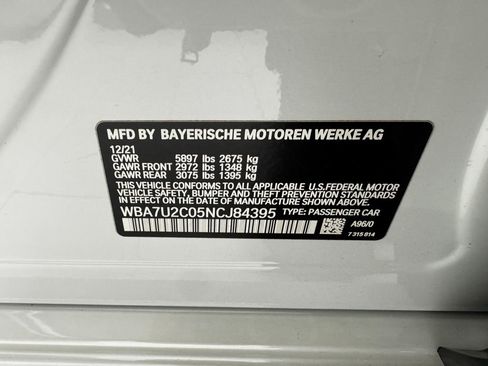 MFD BY BAYERISCHE MOTOREN WERKE AG
12/21
GVWR 5897 lbs 2675 kg
GAWR FRONT 2972 lbs 1348 kg
GAWR REAR 3075 lbs 1395 kg
THIS VEHICLE CONFORMS TO ALL APPLICABLE U.S.FEDERAL MOTOR
VEHICLE SAFETY, BUMPER, AND THEFT PREVENTION STANDARDS
IN EFFECT ON THE DATE OF MANUFACTURE SHOWN ABOVE.
WBA7U2C05NCJ84395 TYPE: PASSENGER CAR
A96/0
7 315 814